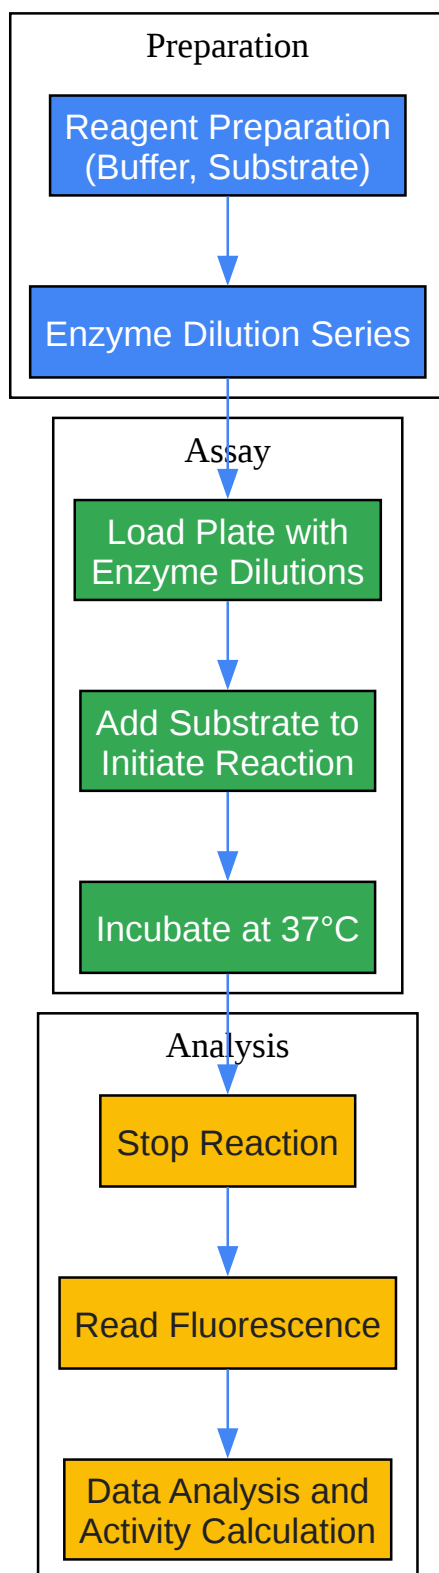 Preparation
Reagent Preparation
(Buffer, Substrate)
Enzyme Dilution Series
Assay
Load Plate with
Enzyme Dilutions
Add Substrate to
Initiate Reaction
Incubate at 37°C
Analysis
Stop Reaction
Read Fluorescence
Data Analysis and
Activity Calculation